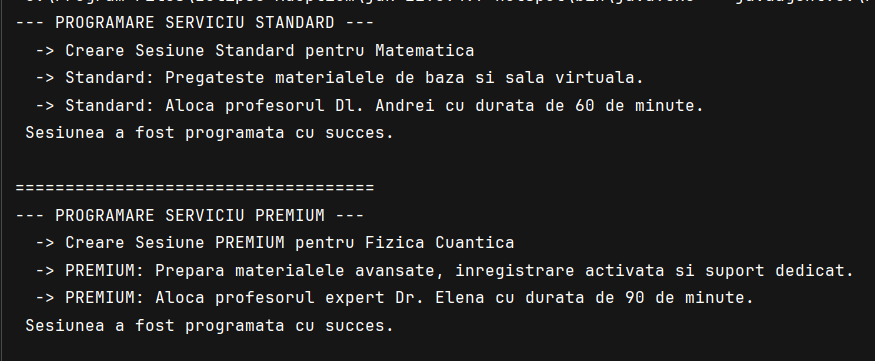 --- PROGRAMARE SERVICIU STANDARD ---
-> Creare Sesiune Standard pentru Matematica
-> Standard: Pregateste materialele de baza si sala virtuala.
-> Standard: Aloca profesorul Dl. Andrei cu durata de 60 de minute.
Sesiunea a fost programata cu succes.
====================================
--- PROGRAMARE SERVICIU PREMIUM ---
-> Creare Sesiune PREMIUM pentru Fizica Cuantica
-> PREMIUM: Prepara materialele avansate, inregistrare activata si suport dedicat.
-> PREMIUM: Aloca profesorul expert Dr. Elena cu durata de 90 de minute.
Sesiunea a fost programata cu succes.